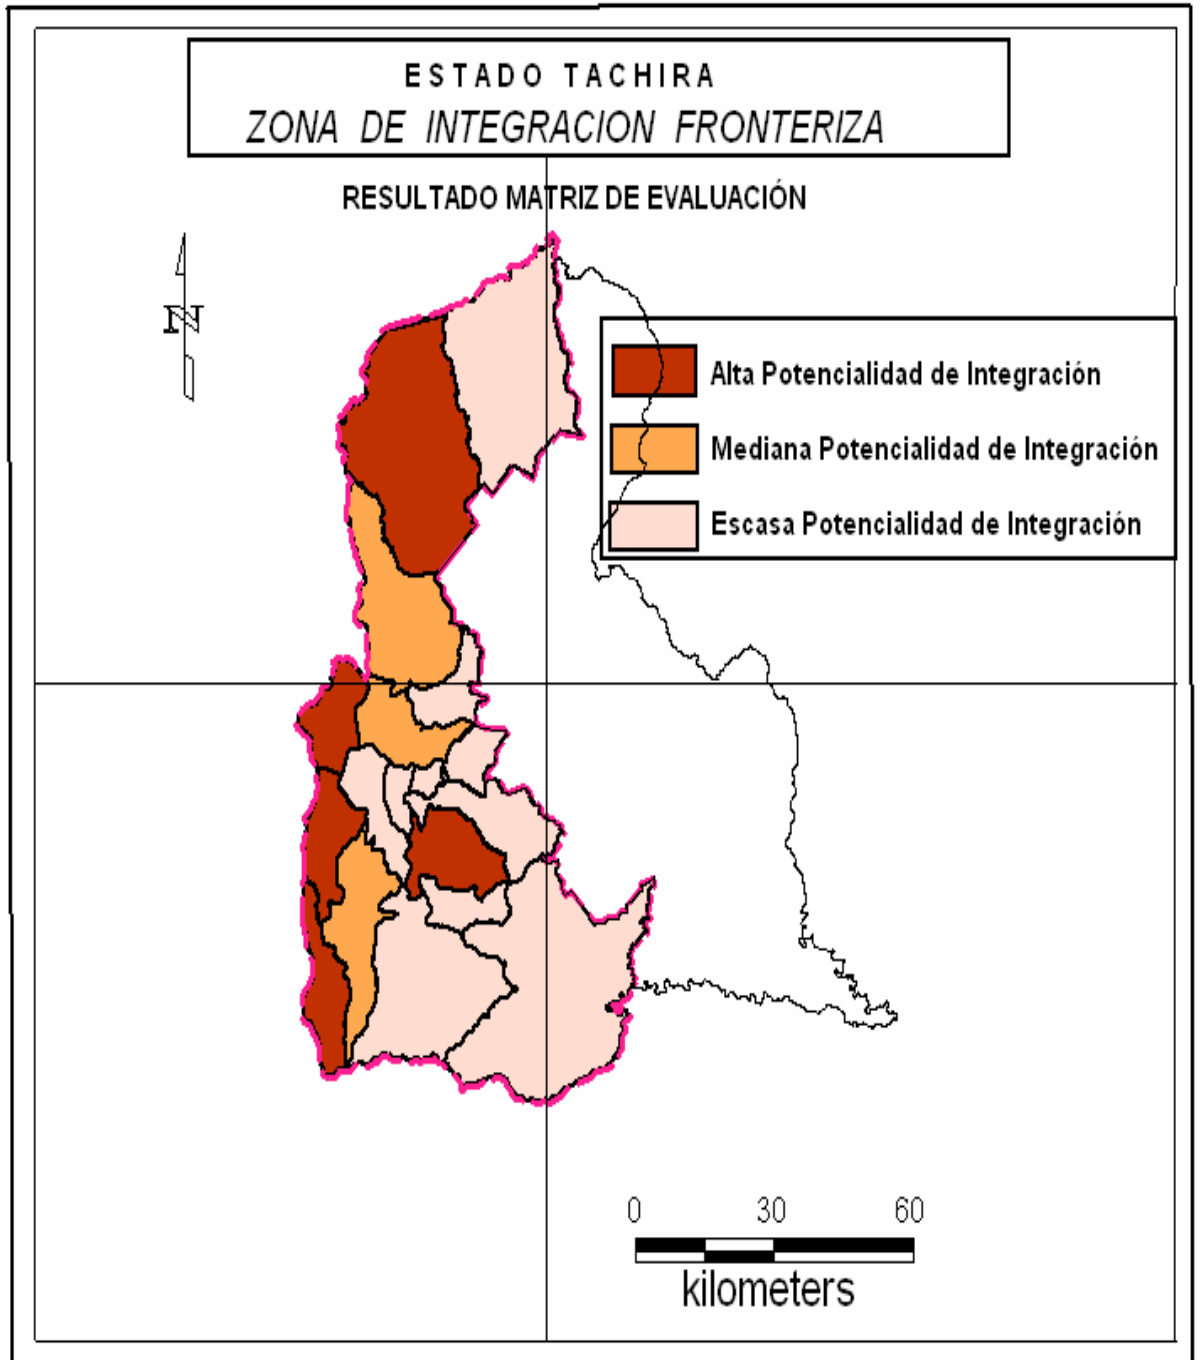 ESTADO TACHIRA
ZONA DE INTEGRACION FRONTERIZA
RESULTADO MATRIZ DE EVALUACIÓN
N
Alta Potencialidad de Integración
Mediana Potencialidad de Integración
Escasa Potencialidad de Integración
0 30 60
kilometers